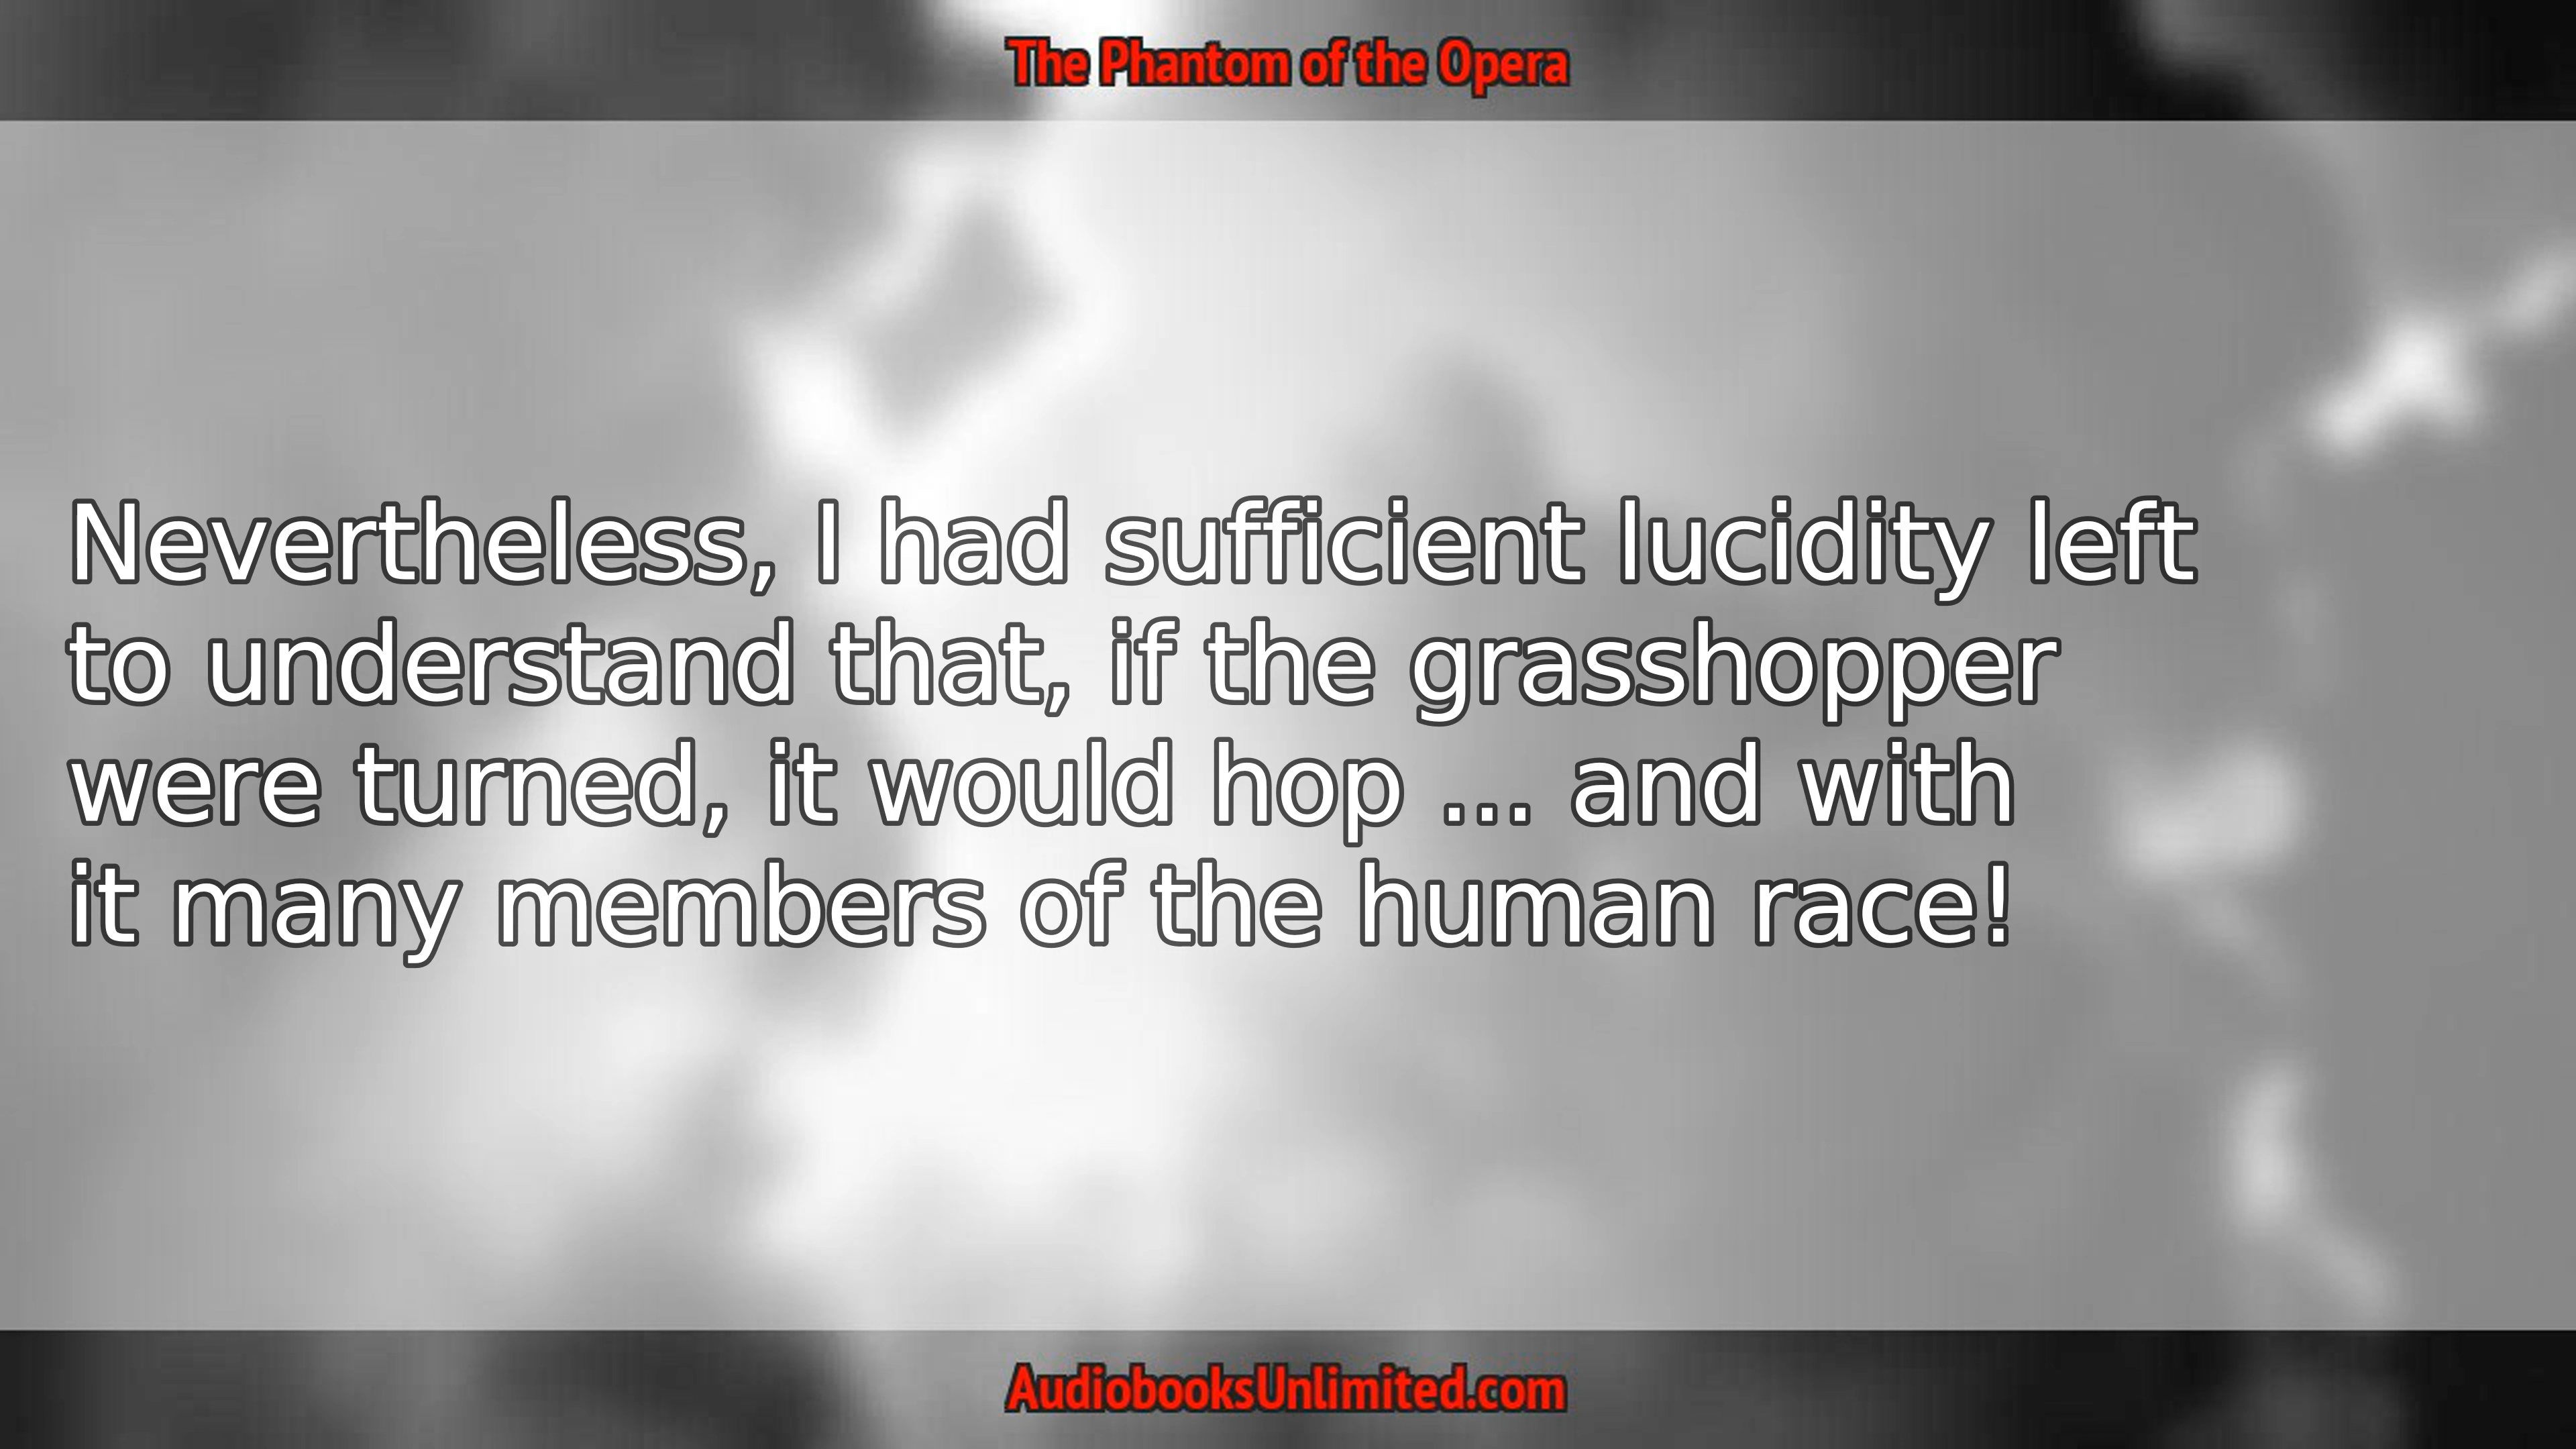 The Phantom of the Opera
Nevertheless, I had sufficient lucidity left
to understand that, if the grasshopper
were turned, it would hop ... and with
it many members of the human race!
AudiobooksUnlimited.com